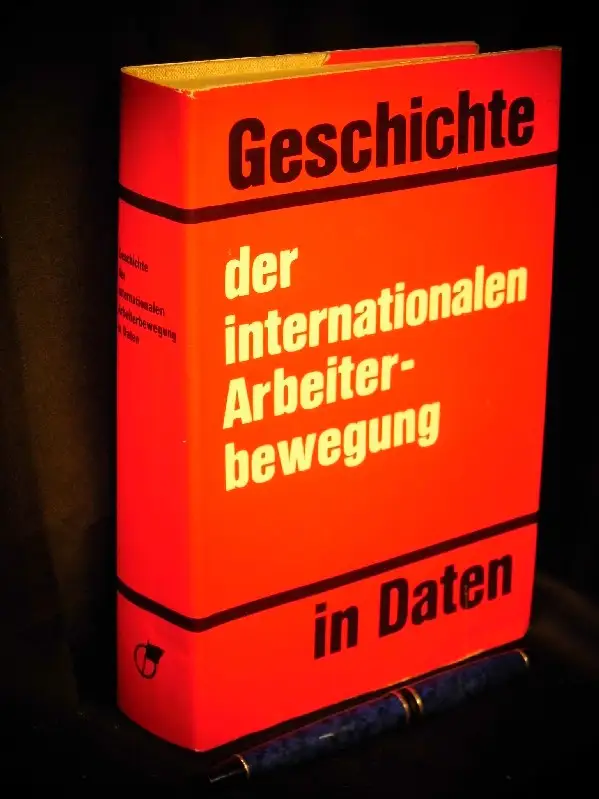 Geschichte
der
internationalen
Arbeiter-
bewegung
in Daten
Geschichte
der
internationalen
Arbeiterbewegung
in Daten